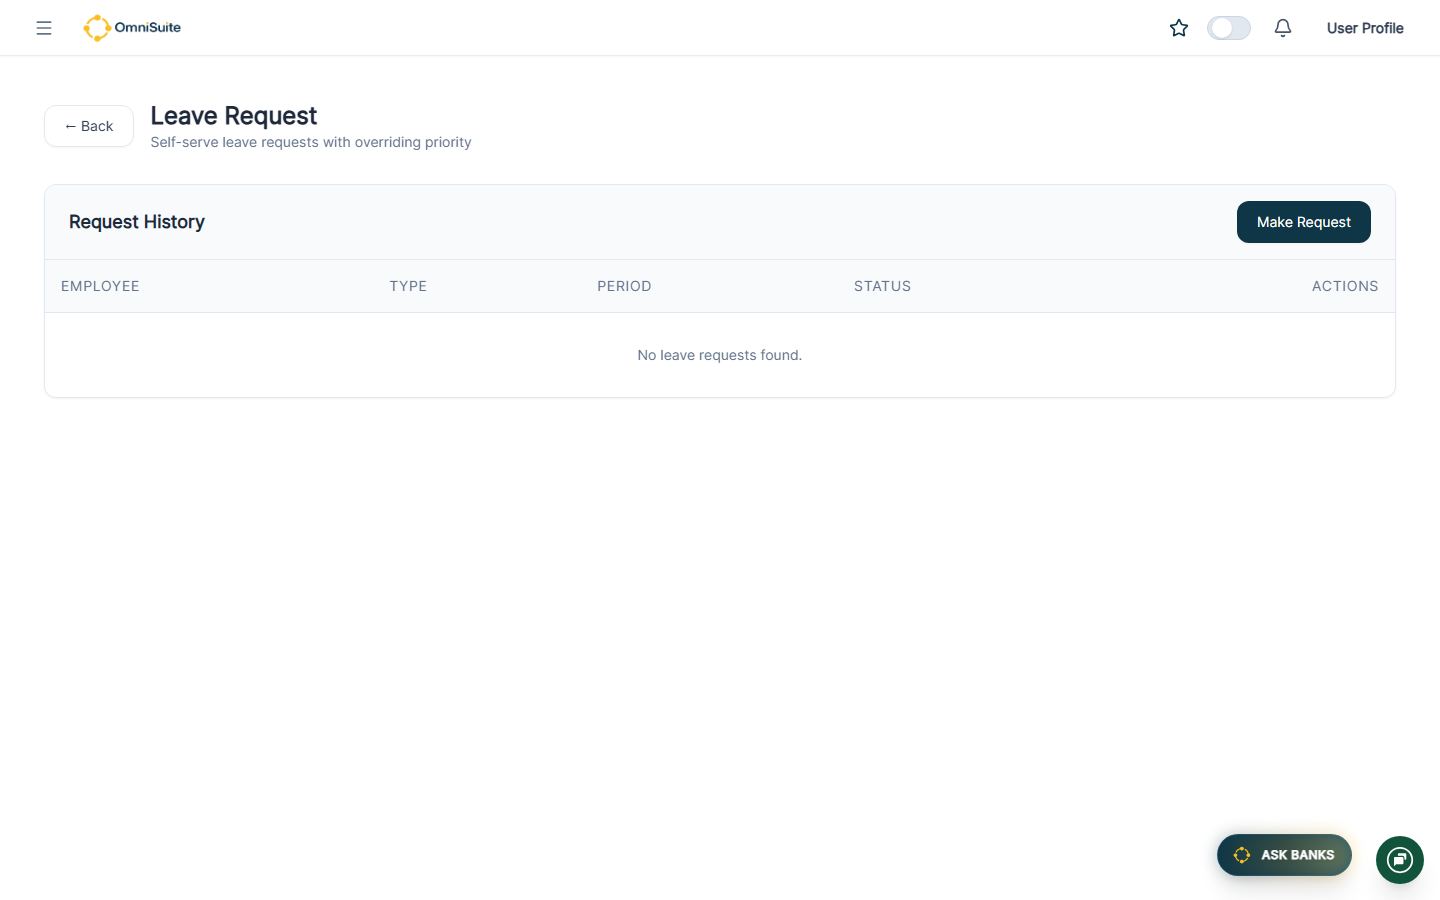 OmniSuite
User Profile
← Back
Leave Request
Self-serve leave requests with overriding priority
Request History
Make Request
EMPLOYEE TYPE PERIOD STATUS ACTIONS
No leave requests found.
ASK BANKS